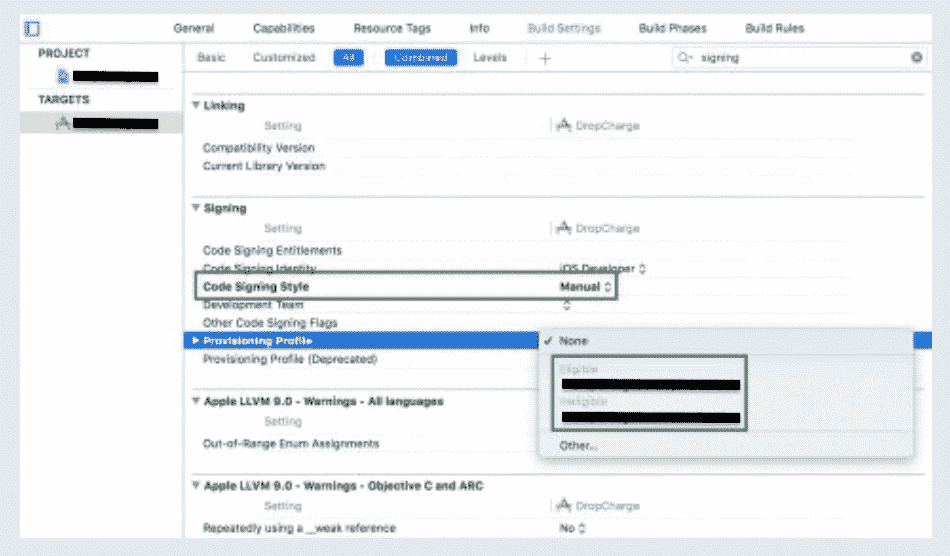 General Capabilities Resource Tags Info Build Settings Build Phases Build Rules
PROJECT
Basic Customized All Combined Levels + signing
TARGETS
Linking
Setting DropCharge
Compatibility Version
Current Library Version
Signing
Setting DropCharge
Code Signing Entitlements
Code Signing Identity iOS Developer
Code Signing Style Manual
Development Team
Other Code Signing Flags
Provisioning Profile ✓ None
Provisioning Profile (Deprecated)
Eligible
Ineligible
Apple LLVM 9.0 - Warnings - All languages
Setting
Out-of-Range Enum Assignments
Other...
Apple LLVM 9.0 - Warnings - Objective C and ARC
Setting DropCharge
Repeatedly using a __weak reference No